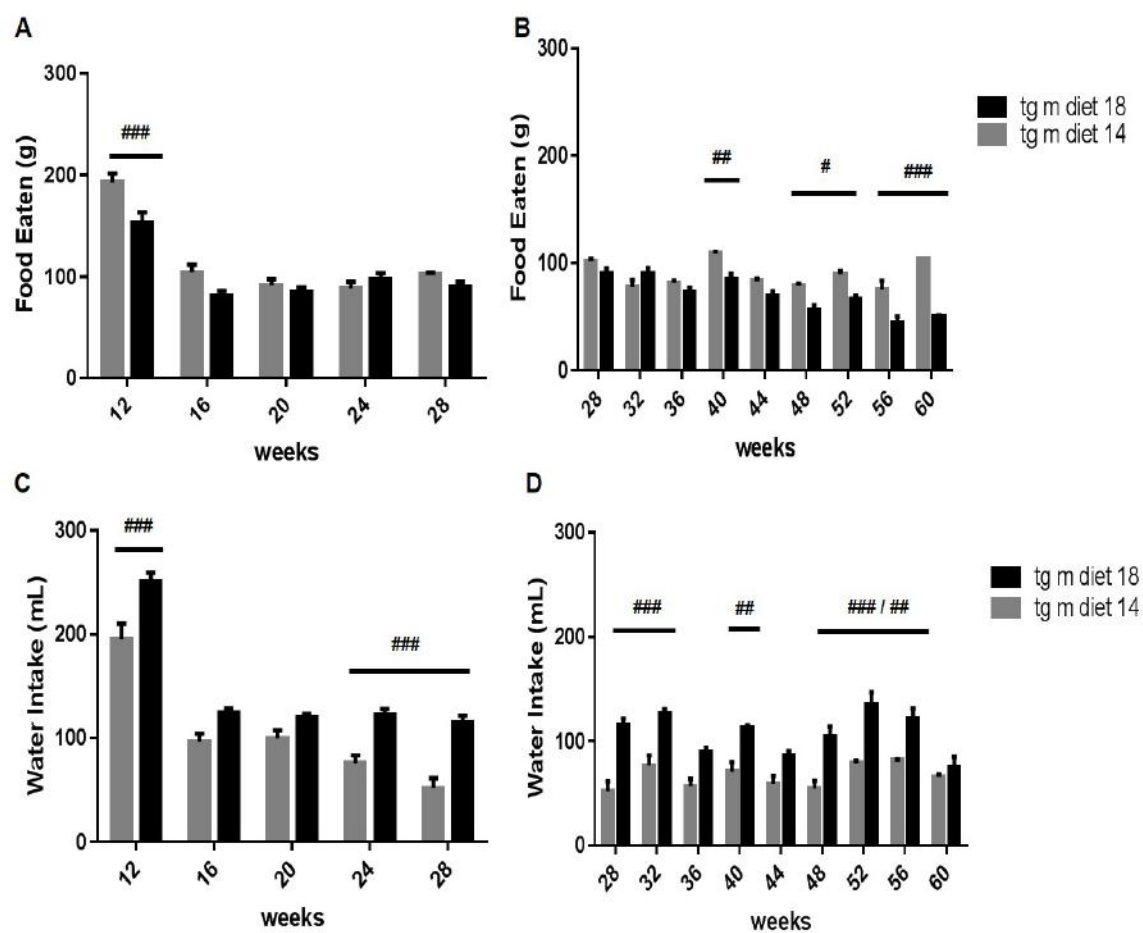 A
300
200
100
0
Food Eaten (g)
###
12 16 20 24 28
weeks
B
300
200
100
0
Food Eaten (g)
##
#
###
28 32 36 40 44 48 52 56 60
weeks
tg m diet 18
tg m diet 14
C
300
200
100
0
Water Intake (mL)
###
###
12 16 20 24 28
weeks
D
300
200
100
0
Water Intake (mL)
###
##
### / ##
28 32 36 40 44 48 52 56 60
weeks
tg m diet 18
tg m diet 14